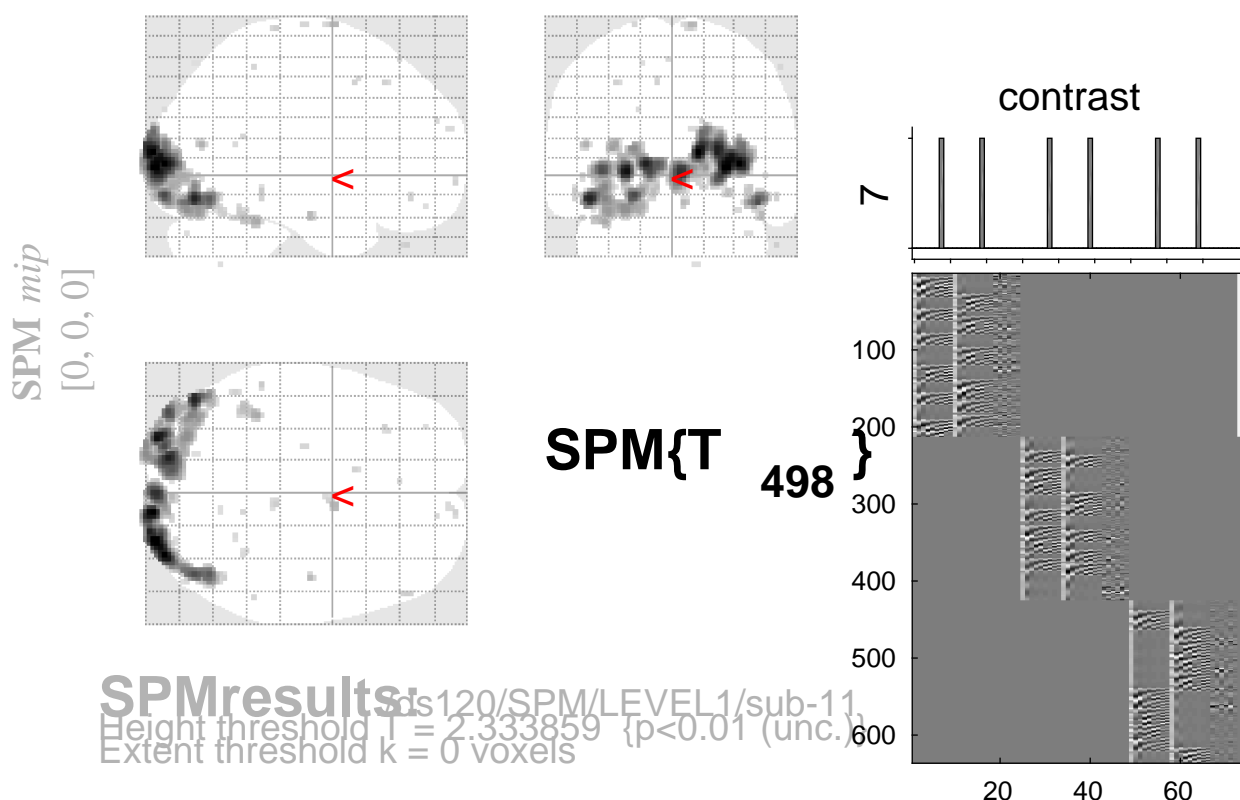 SPM mip
[0, 0, 0]
<
<
<
SPM{T 498 }
SPMresults: ./ds120/SPM/LEVEL1/sub-11
Height threshold T = 2.333859 {p<0.01 (unc.)}
Extent threshold k = 0 voxels
contrast
7
100
200
300
400
500
600
20 40 60